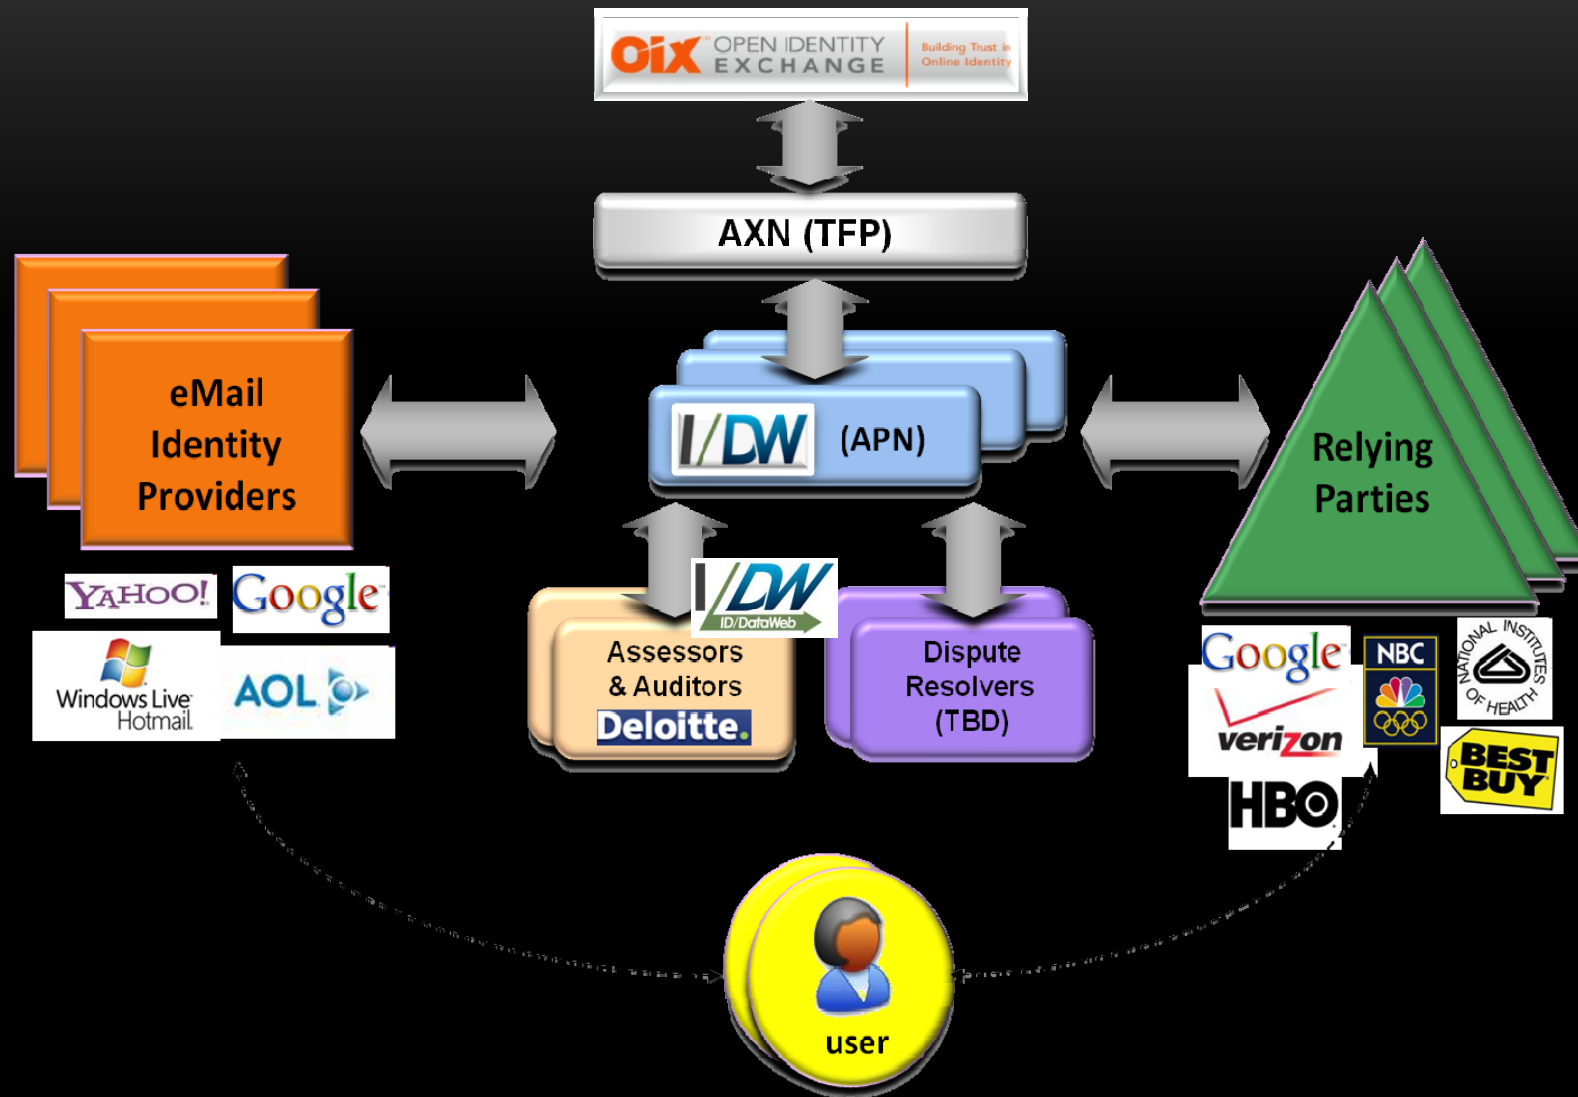 OIX OPEN IDENTITY EXCHANGE
Building Trust in
Online Identity
AXN (TFP)
eMail
Identity
Providers
I/DW (APN)
Relying
Parties
YAHOO!
Google
Windows Live
Hotmail
AOL
I/DW
ID/DataWeb
Assessors
& Auditors
Deloitte.
Dispute
Resolvers
(TBD)
Google
NBC
NATIONAL INSTITUTES
OF HEALTH
verizon
BEST
BUY
HBO
user